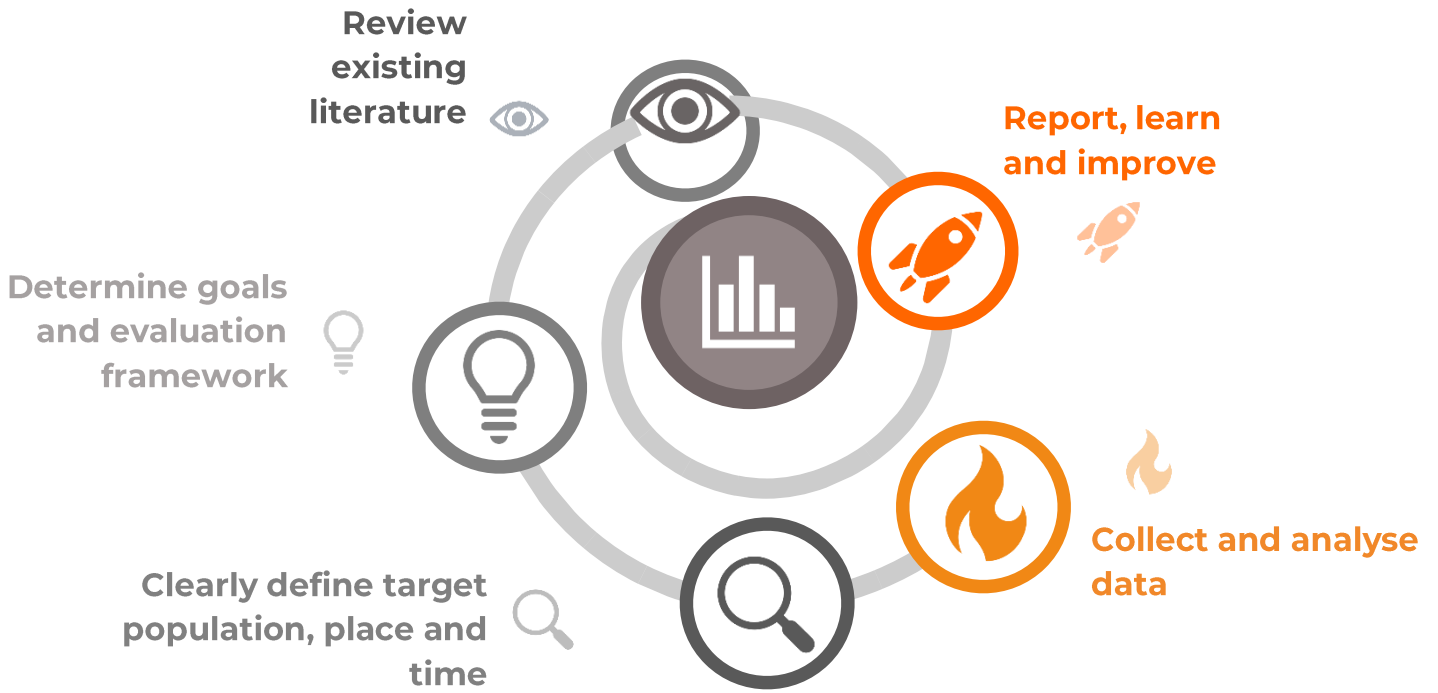 Review
existing
literature
Report, learn
and improve
Determine goals
and evaluation
framework
Collect and analyse
data
Clearly define target
population, place and
time